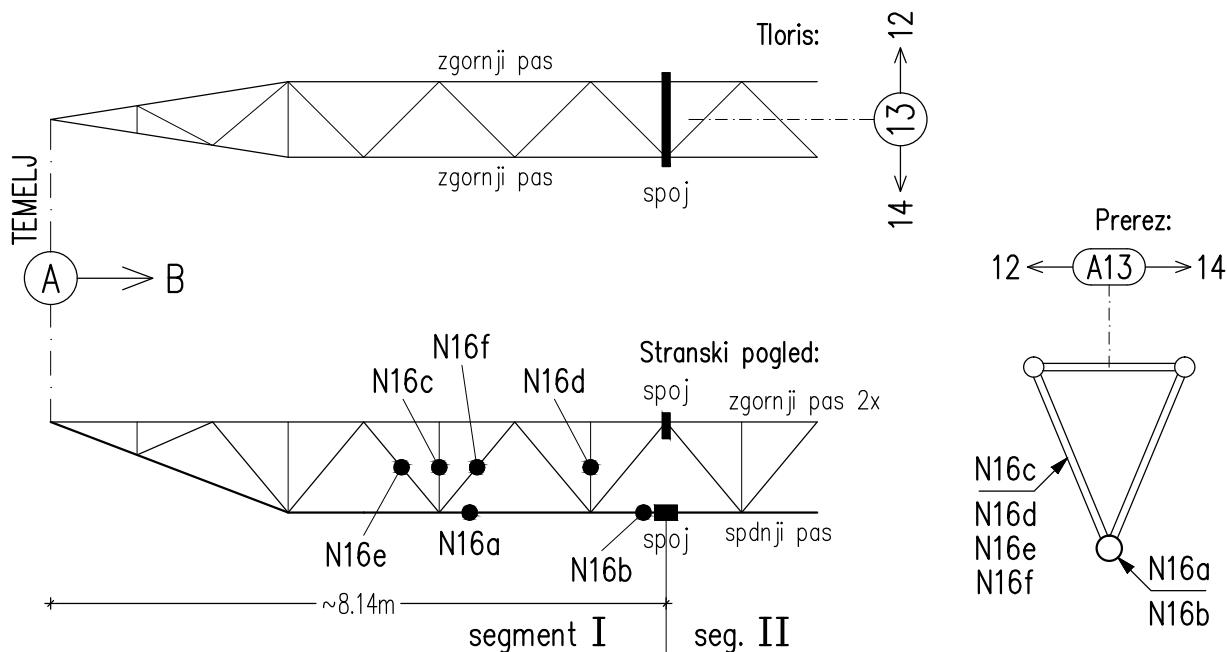 Tloris:
12
zgornji pas
13
14
zgornji pas
spoj
TEMELJ
A
B
Prerez:
12
A13
14
Stranski pogled:
N16f
N16c
N16d
spoj
zgornji pas 2x
N16e
N16a
N16b
spoj
spdnji pas
~8.14m
segment I
seg. II
N16c
N16d
N16e
N16f
N16a
N16b